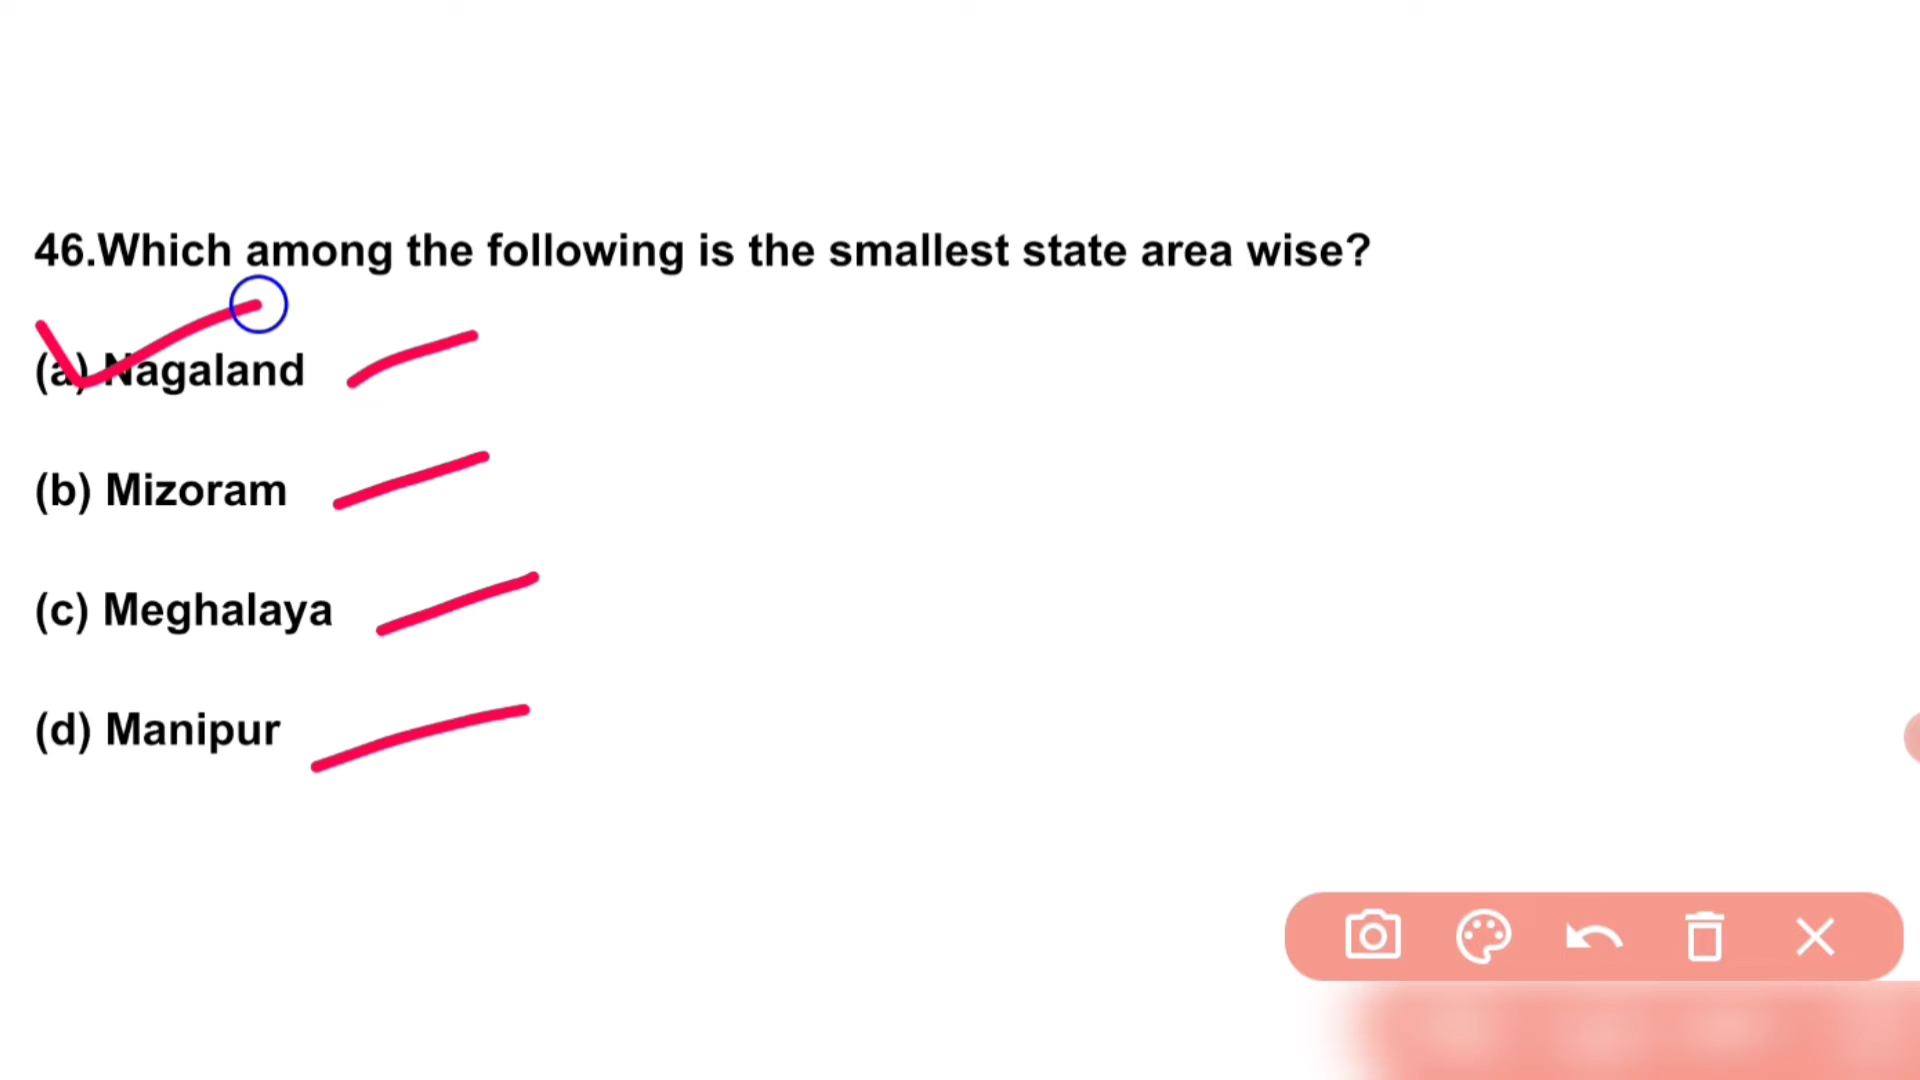 46.Which among the following is the smallest state area wise?
(a) Nagaland
(b) Mizoram
(c) Meghalaya
(d) Manipur